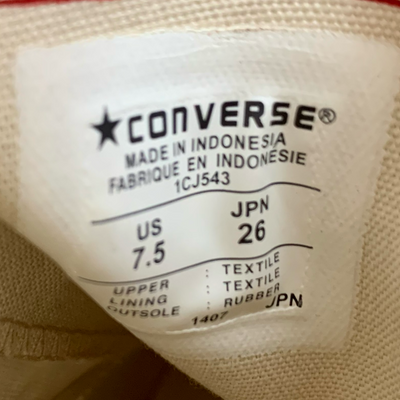 ★CONVERSE®
MADE IN INDONESIA
FABRIQUE EN INDONESIE
1CJ543
US JPN
7.5 26
UPPER : TEXTILE
LINING : TEXTILE
OUTSOLE : RUBBER
1407 JPN